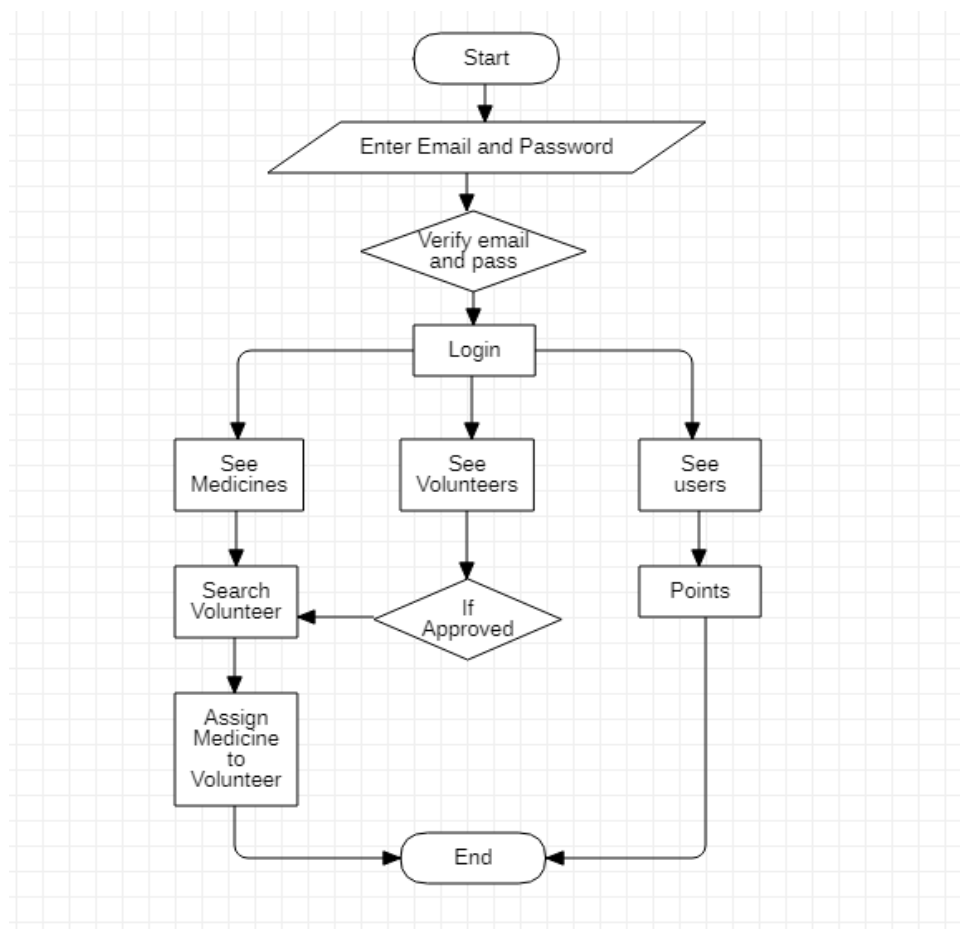 Start
Enter Email and Password
Verify email
and pass
Login
See
Medicines
See
Volunteers
See
users
Search
Volunteer
If
Approved
Points
Assign
Medicine
to
Volunteer
End